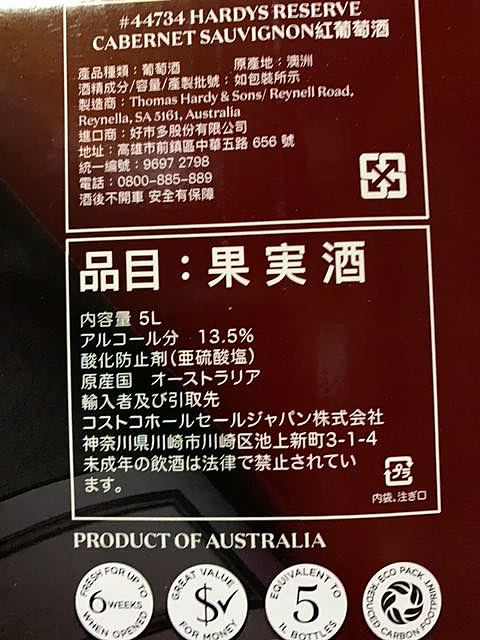 #44734 HARDYS RESERVE
CABERNET SAUVIGNON紅葡萄酒
產品種類：葡萄酒 原產地：澳洲
酒精成分/容量/產製批號：如包裝所示
製造商：Thomas Hardy & Sons/ Reynell Road,
Reynella, SA 5161, Australia
進口商：好市多股份有限公司
地址：高雄市前鎮區中華五路 656 號
統一編號：9697 2798
電話：0800-885-889
酒後不開車 安全有保障
品目：果実酒
内容量 5L
アルコール分 13.5%
酸化防止剤(亜硫酸塩)
原産国 オーストラリア
輸入者及び引取先
コストコホールセールジャパン株式会社
神奈川県川崎市川崎区池上新町3-1-4
未成年の飲酒は法律で禁止されてい
ます。
プラ
内袋、注ぎ口
PRODUCT OF AUSTRALIA
FRESH FOR UP TO
6 WEEKS
WHEN OPENED
GREAT VALUE
$
FOR MONEY
EQUIVALENT TO
5
1L BOTTLES
ECO PACK
REDUCED CARBON FOOTPRINT